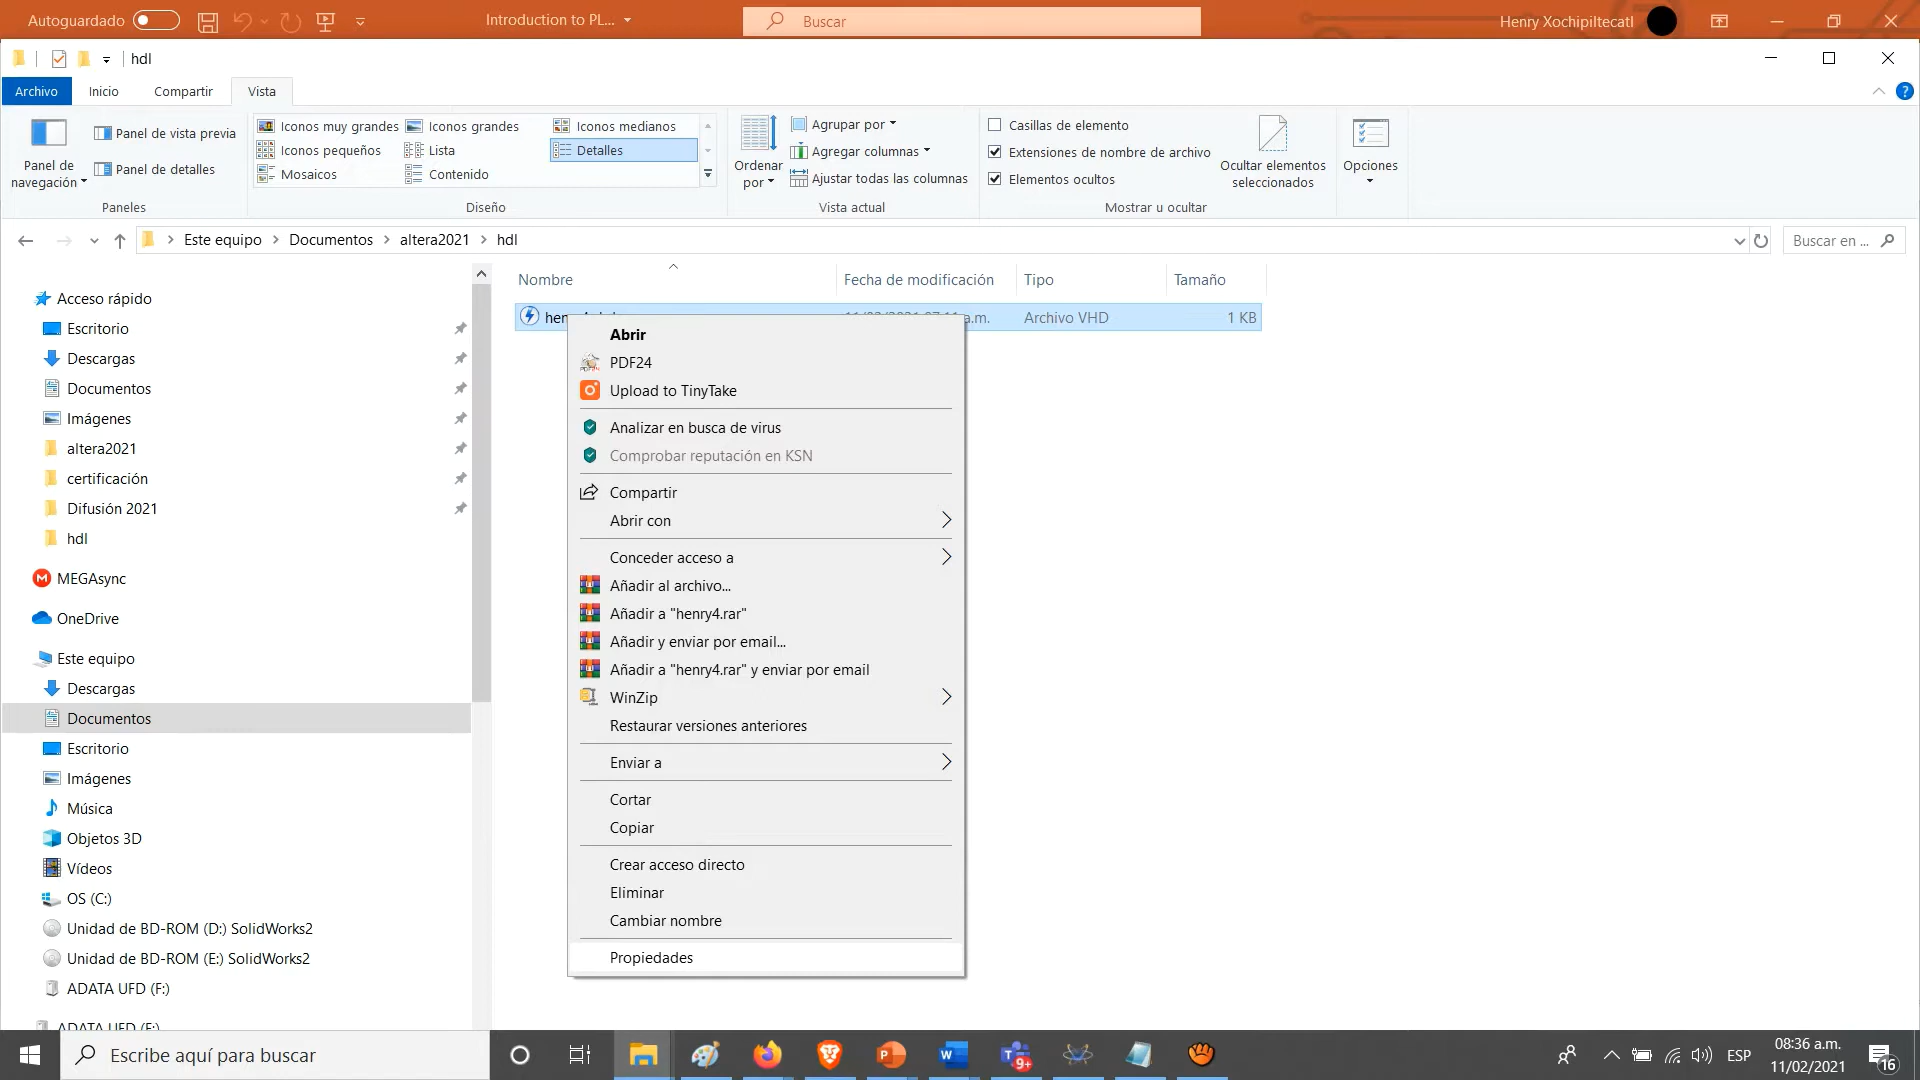 Autoguardado
Introduction to PL...
Buscar
Henry Xochipiltecatl
hdl
Archivo
Inicio
Compartir
Vista
Panel de navegación
Panel de vista previa
Panel de detalles
Paneles
Iconos muy grandes
Iconos grandes
Iconos medianos
Iconos pequeños
Lista
Detalles
Mosaicos
Contenido
Diseño
Ordenar por
Agrupar por
Agregar columnas
Ajustar todas las columnas
Vista actual
Casillas de elemento
Extensiones de nombre de archivo
Elementos ocultos
Ocultar elementos seleccionados
Mostrar u ocultar
Opciones
Este equipo
Documentos
altera2021
hdl
Buscar en ...
Nombre
Fecha de modificación
Tipo
Tamaño
a.m.
Archivo VHD
1 KB
Acceso rápido
Escritorio
Descargas
Documentos
Imágenes
altera2021
certificación
Difusión 2021
hdl
MEGAsync
OneDrive
Este equipo
Descargas
Documentos
Escritorio
Imágenes
Música
Objetos 3D
Vídeos
OS (C:)
Unidad de BD-ROM (D:) SolidWorks2
Unidad de BD-ROM (E:) SolidWorks2
ADATA UFD (F:)
ADATA UFD (F:)
Abrir
PDF24
Upload to TinyTake
Analizar en busca de virus
Comprobar reputación en KSN
Compartir
Abrir con
Conceder acceso a
Añadir al archivo...
Añadir a "henry4.rar"
Añadir y enviar por email...
Añadir a "henry4.rar" y enviar por email
WinZip
Restaurar versiones anteriores
Enviar a
Cortar
Copiar
Crear acceso directo
Eliminar
Cambiar nombre
Propiedades
Escribe aquí para buscar
9+
ESP
08:36 a.m.
11/02/2021
16